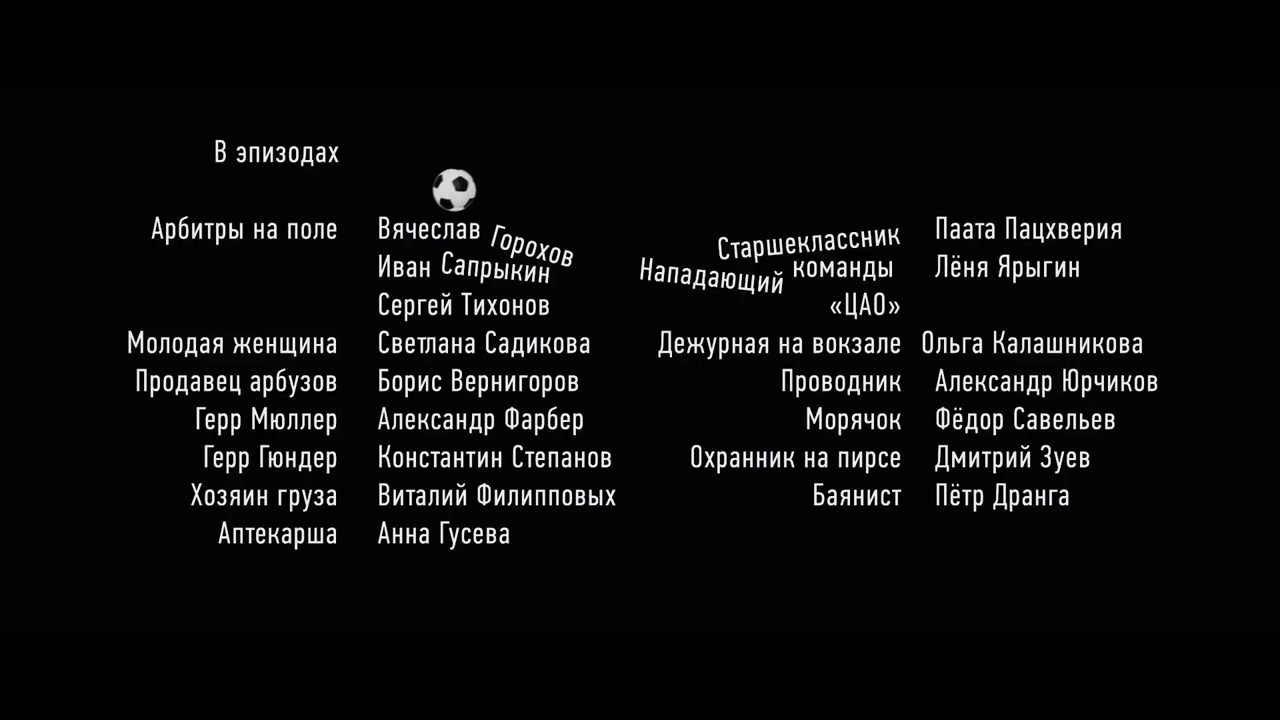 В эпизодах
Арбитры на поле Вячеслав Горохов
Иван Сапрыкин
Сергей Тихонов
Молодая женщина Светлана Садикова
Продавец арбузов Борис Вернигоров
Герр Мюллер Александр Фарбер
Герр Гюндер Константин Степанов
Хозяин груза Виталий Филипповых
Аптекарша Анна Гусева
Старшеклассник Паата Пацхверия
Нападающий команды Лёня Ярыгин
«ЦАО»
Дежурная на вокзале Ольга Калашникова
Проводник Александр Юрчиков
Морячок Фёдор Савельев
Охранник на пирсе Дмитрий Зуев
Баянист Пётр Дранга